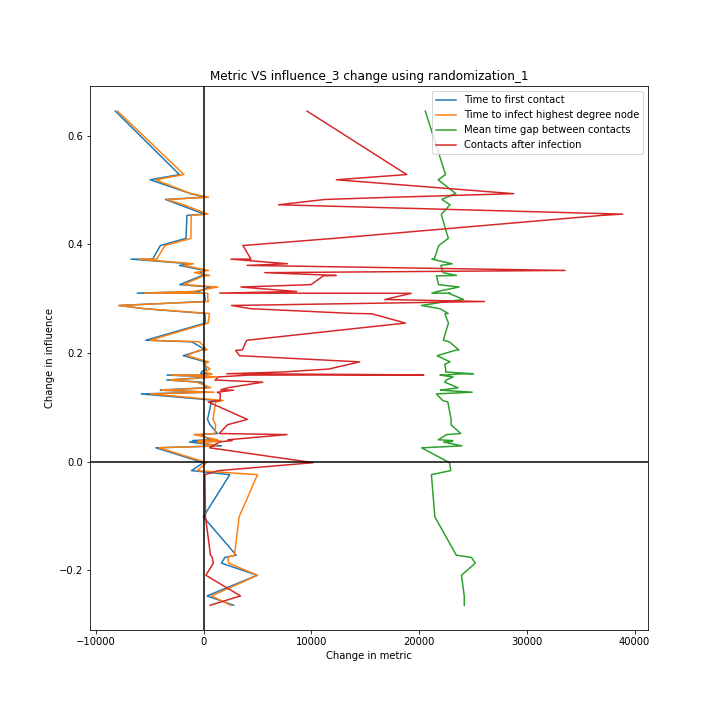 Metric VS influence_3 change using randomization_1
Time to first contact
Time to infect highest degree node
Mean time gap between contacts
Contacts after infection
0.6
0.4
0.2
0.0
−0.2
Change in influence
−10000 0 10000 20000 30000 40000
Change in metric